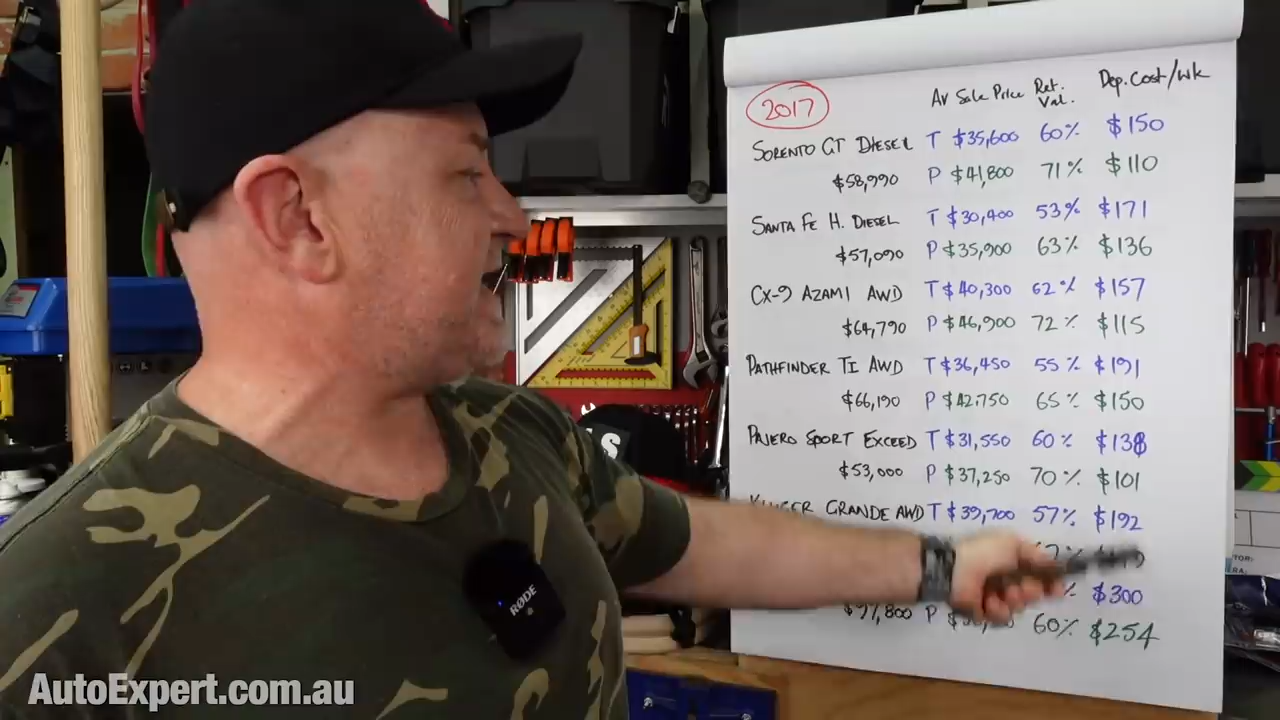 2017
Av Sale Price Ret. Val. Dep. Cost/wk
SORENTO GT DIESEL T $35,600 60% $150
$58,990 P $41,800 71% $110
SANTA FE H. DIESEL T $30,400 53% $171
$57,090 P $35,900 63% $136
CX-9 AZAMI AWD T $40,300 62% $157
$64,790 P $46,900 72% $115
PATHFINDER TI AWD T $36,450 55% $191
$66,190 P $42,750 65% $150
PAJERO SPORT EXCEED T $31,550 60% $138
$53,000 P $37,250 70% $101
GRANDE AWD T $39,700 57% $192
$300
P 60% $254
RØDE
AutoExpert.com.au